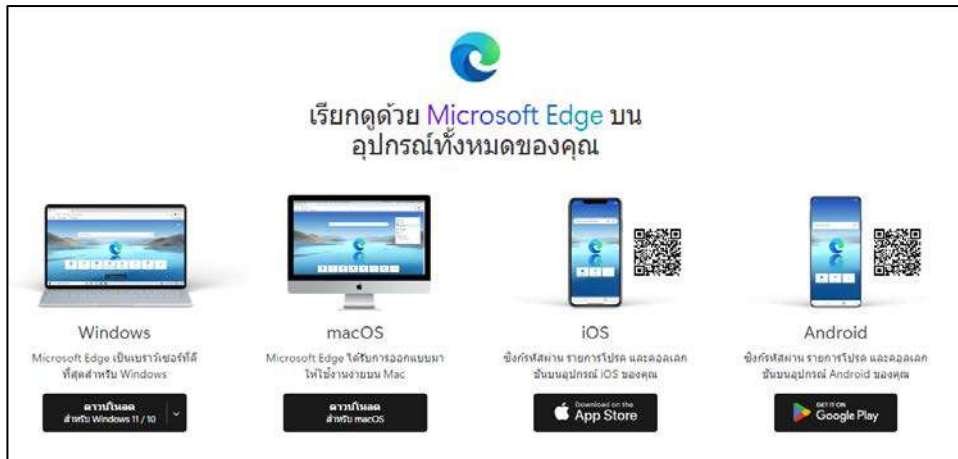 เรียกดูด้วย Microsoft Edge บน
อุปกรณ์ทั้งหมดของคุณ
Windows
Microsoft Edge เป็นเบราว์เซอร์ที่ดี
ที่สุดสำหรับ Windows
ดาวน์โหลด
สำหรับ Windows 11 / 10
macOS
Microsoft Edge ได้รับการออกแบบมา
ให้ใช้งานง่ายบน Mac
ดาวน์โหลด
สำหรับ macOS
iOS
ซิงก์รหัสผ่าน รายการโปรด และคอลเลก
ชันบนอุปกรณ์ iOS ของคุณ
Download on the
App Store
Android
ซิงก์รหัสผ่าน รายการโปรด และคอลเลก
ชันบนอุปกรณ์ Android ของคุณ
GET IT ON
Google Play